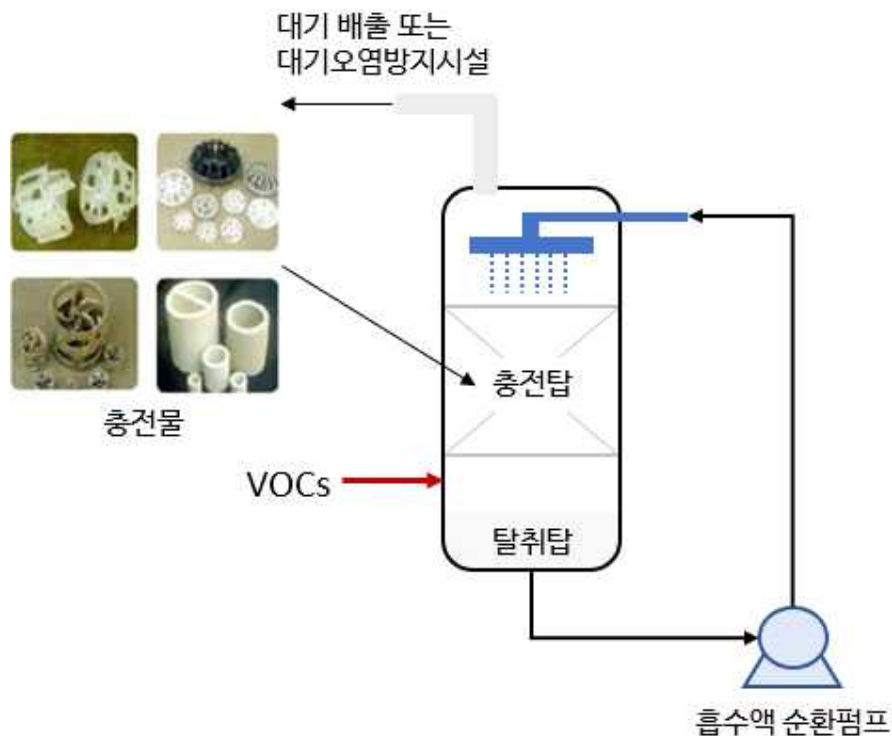 대기 배출 또는
대기오염방지시설
충전탑
충전물
VOCs
탈취탑
흡수액 순환펌프